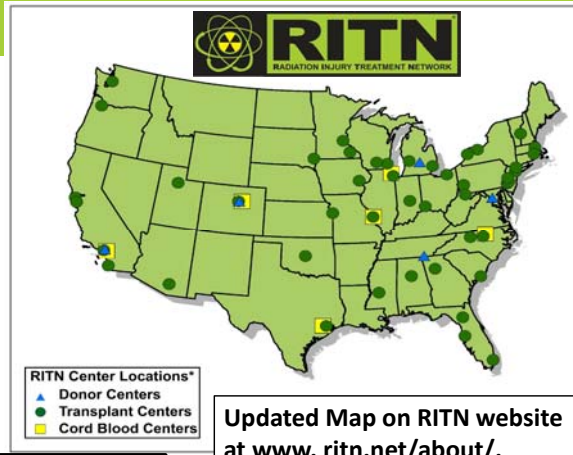 RITN
RADIATION INJURY TREATMENT NETWORK
RITN Center Locations*
Donor Centers
Transplant Centers
Cord Blood Centers
Updated Map on RITN website
at www. ritn.net/about/.